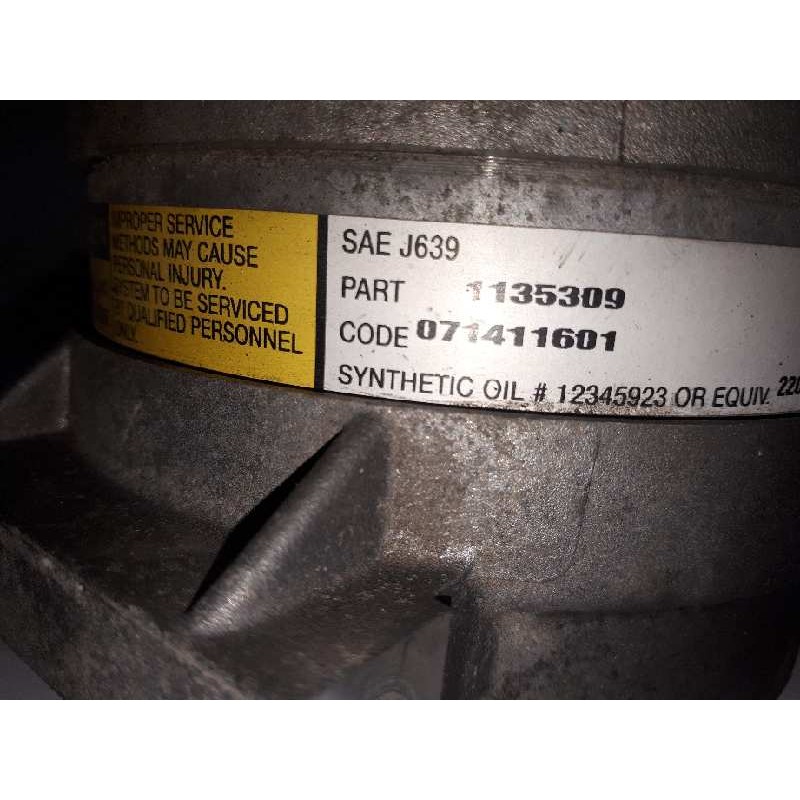 IMPROPER SERVICE
METHODS MAY CAUSE
PERSONAL INJURY.
SYSTEM TO BE SERVICED
BY QUALIFIED PERSONNEL
ONLY.
SAE J639
PART 1135309
CODE 071411601
SYNTHETIC OIL # 12345923 OR EQUIV.